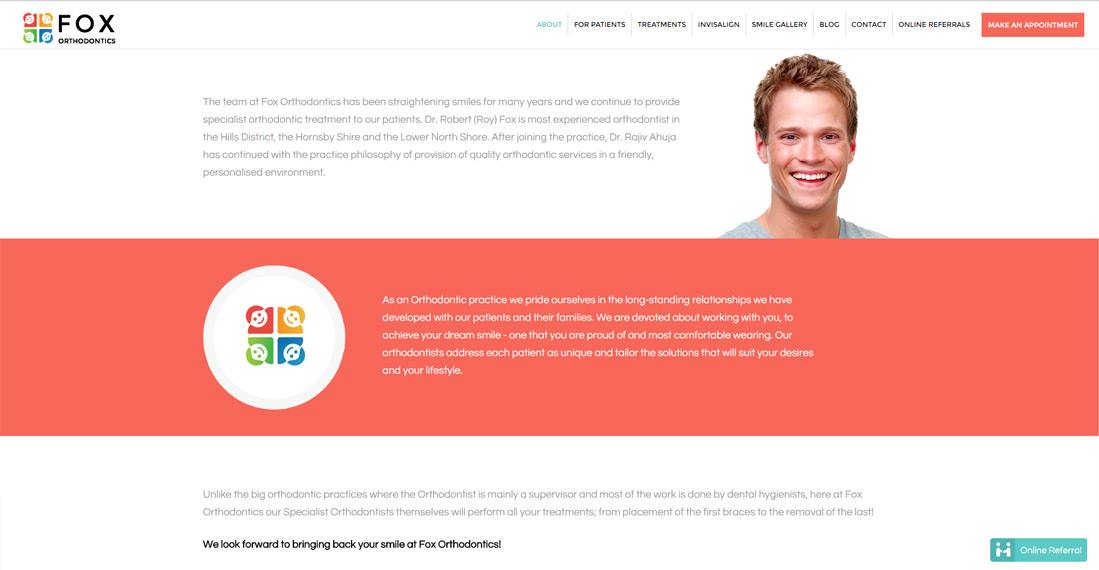 FOX
ORTHODONTICS
ABOUT
FOR PATIENTS
TREATMENTS
INVISALIGN
SMILE GALLERY
BLOG
CONTACT
ONLINE REFERRALS
MAKE AN APPOINTMENT
The team at Fox Orthodontics has been straightening smiles for many years and we continue to provide
specialist orthodontic treatment to our patients. Dr. Robert (Roy) Fox is most experienced orthodontist in
the Hills District, the Hornsby Shire and the Lower North Shore. After joining the practice, Dr. Rajiv Ahuja
has continued with the practice philosophy of provision of quality orthodontic services in a friendly,
personalised environment.
As an Orthodontic practice we pride ourselves in the long-standing relationships we have
developed with our patients and their families. We are devoted about working with you, to
achieve your dream smile - one that you are proud of and most comfortable wearing. Our
orthodontists address each patient as unique and tailor the solutions that will suit your desires
and your lifestyle.
Unlike the big orthodontic practices where the Orthodontist is mainly a supervisor and most of the work is done by dental hygienists, here at Fox
Orthodontics our Specialist Orthodontists themselves will perform all your treatments; from placement of the first braces to the removal of the last!
We look forward to bringing back your smile at Fox Orthodontics!
Online Referral